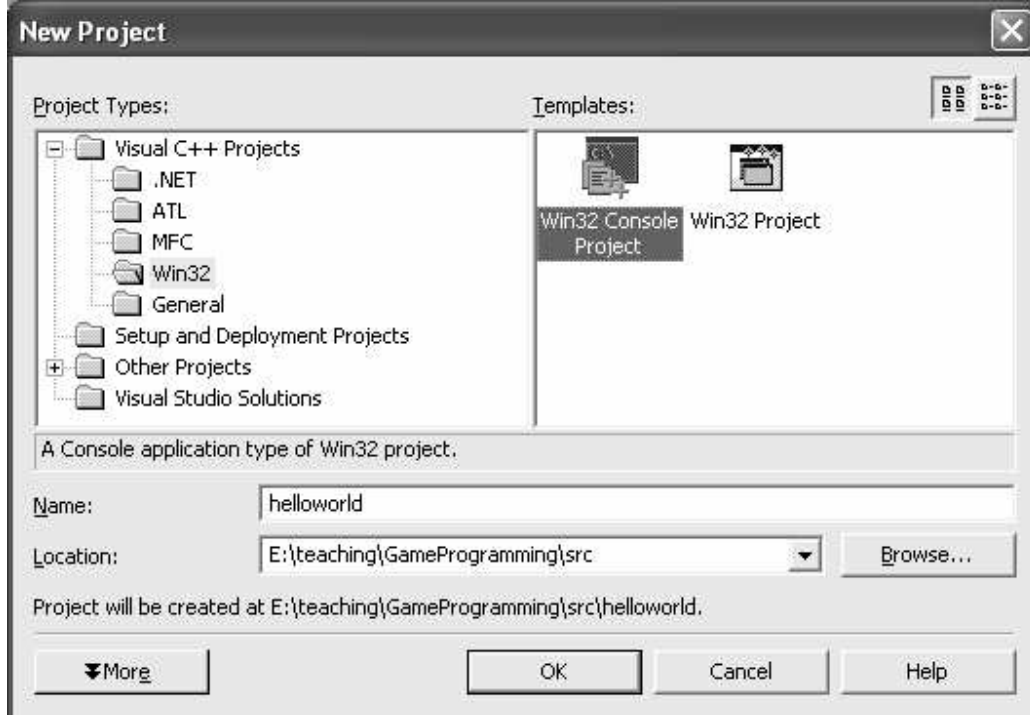 New Project
Project Types:
Templates:
Visual C++ Projects
.NET
ATL
MFC
Win32
General
Setup and Deployment Projects
Other Projects
Visual Studio Solutions
Win32 Console
Project
Win32 Project
A Console application type of Win32 project.
Name:
helloworld
Location:
E:\teaching\GameProgramming\src
Browse...
Project will be created at E:\teaching\GameProgramming\src\helloworld.
More
OK
Cancel
Help